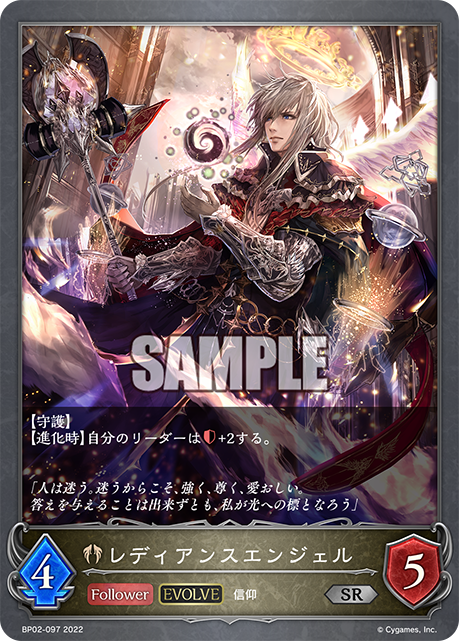 SAMPLE
【守護】
【進化時】自分のリーダーは+2する。
「人は迷う。迷うからこそ、強く、尊く、愛おしい。
答えを与えることは出来ずとも、私が光への標となろう」
レディアンスエンジェル
4
Follower EVOLVE 信仰 SR
5
BP02-097 2022 © Cygames, Inc.